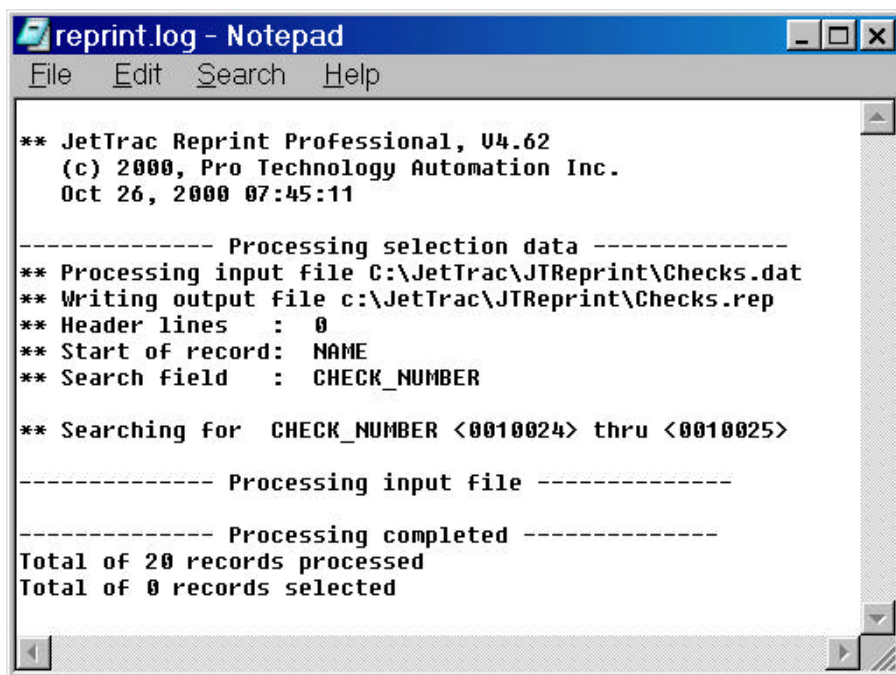 reprint.log - Notepad
File Edit Search Help
** JetTrac Reprint Professional, V4.62
(c) 2000, Pro Technology Automation Inc.
Oct 26, 2000 07:45:11
-------------- Processing selection data --------------
** Processing input file C:\JetTrac\JTReprint\Checks.dat
** Writing output file c:\JetTrac\JTReprint\Checks.rep
** Header lines   :  0
** Start of record:  NAME
** Search field   :  CHECK_NUMBER
** Searching for  CHECK_NUMBER <0010024> thru <0010025>
-------------- Processing input file --------------
-------------- Processing completed --------------
Total of 20 records processed
Total of 0 records selected